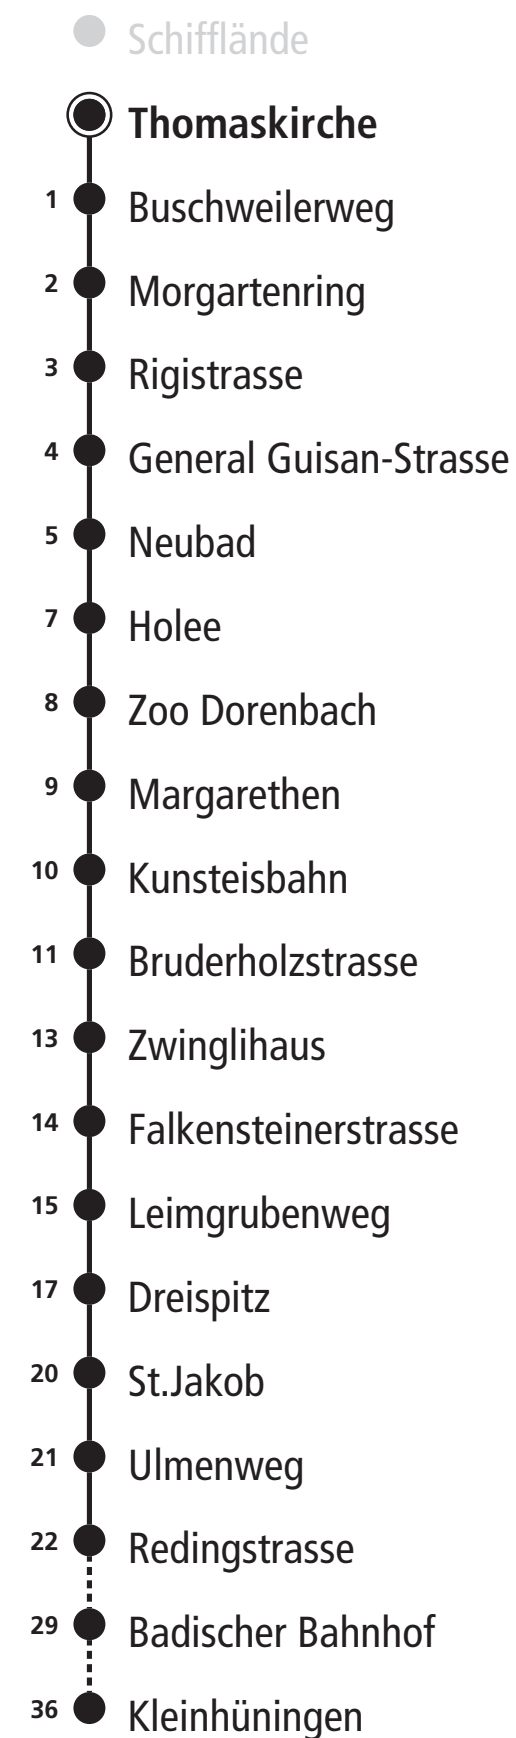 Schifflände
Thomaskirche
1 Buschweilerweg
2 Morgartenring
3 Rigistrasse
4 General Guisan-Strasse
5 Neubad
7 Holee
8 Zoo Dorenbach
9 Margarethen
10 Kunsteisbahn
11 Bruderholzstrasse
13 Zwinglihaus
14 Falkensteinerstrasse
15 Leimgrubenweg
17 Dreispitz
20 St.Jakob
21 Ulmenweg
22 Redingstrasse
29 Badischer Bahnhof
36 Kleinhüningen